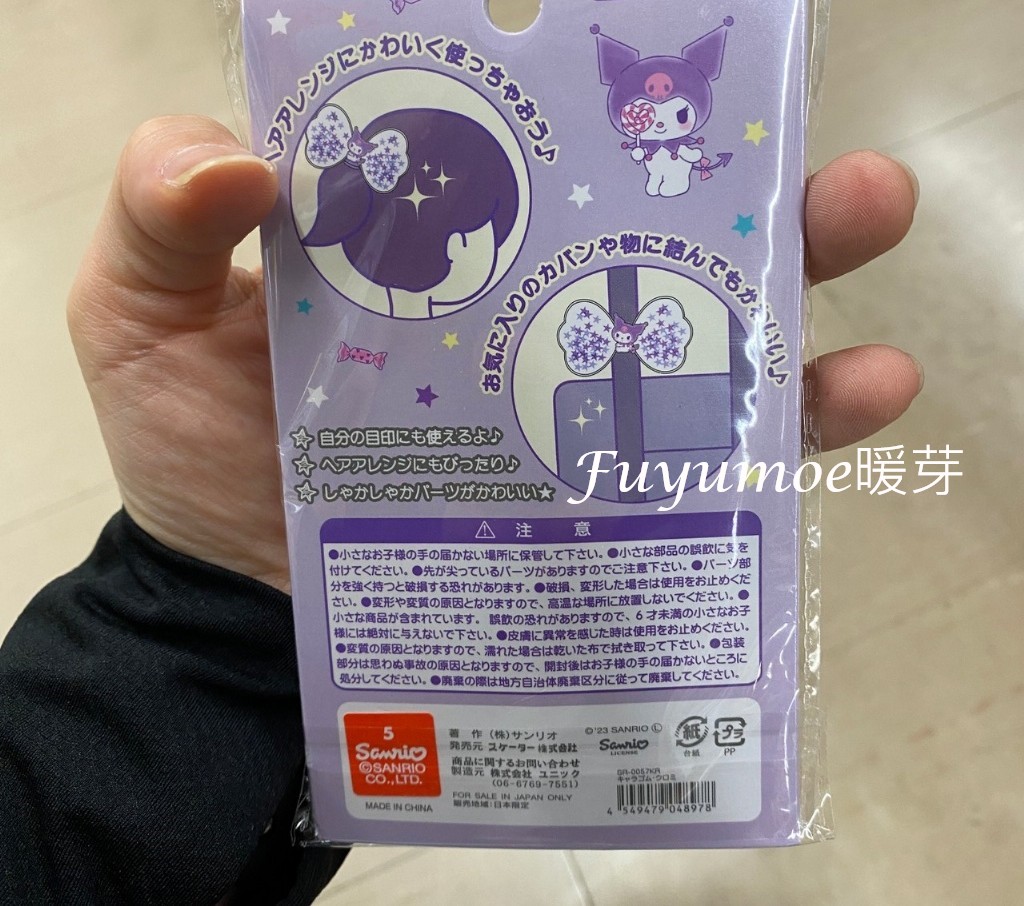 ヘアアレンジにかわいく使っちゃおう♪
お気に入りのカバンや物に結んでもかわいい♪
自分の目印にも使えるよ♪
ヘアアレンジにもぴったり♪
しゃかしゃかパーツがかわいい★
Fuyumoe暖芽
⚠ 注 意
●小さなお子様の手の届かない場所に保管して下さい。●小さな部品の誤飲に気を
付けてください。●先が尖っているパーツがありますのでご注意下さい。●パーツ部
分を強く持つと破損する恐れがあります。●破損、変形した場合は使用をお止めくだ
さい。●変形や変質の原因となりますので、高温な場所に放置しないでください。●
小さな商品が含まれています。誤飲の恐れがありますので、6才未満の小さなお子
様には絶対に与えないで下さい。●皮膚に異常を感じた時は使用をお止めください。
●変質の原因となりますので、濡れた場合は乾いた布で拭き取って下さい。●包装
部分は思わぬ事故の原因となりますので、開封後はお子様の手の届かないところに
処分してください。●廃棄の際は地方自治体廃棄区分に従って廃棄してください。
5
Sanrio
©SANRIO
CO.,LTD.
MADE IN CHINA
著 作 (株)サンリオ
発売元 スケーター株式会社
商品に関するお問い合わせ
製造元 株式会社 ユニック
(06-6769-7551)
FOR SALE IN JAPAN ONLY
販売地域:日本限定
©'23 SANRIO Ⓛ
Sanrio
LICENSE
紙
台紙
プラ
PP
GR-0057KR
キャラゴム・クロミ
4 549479 048978